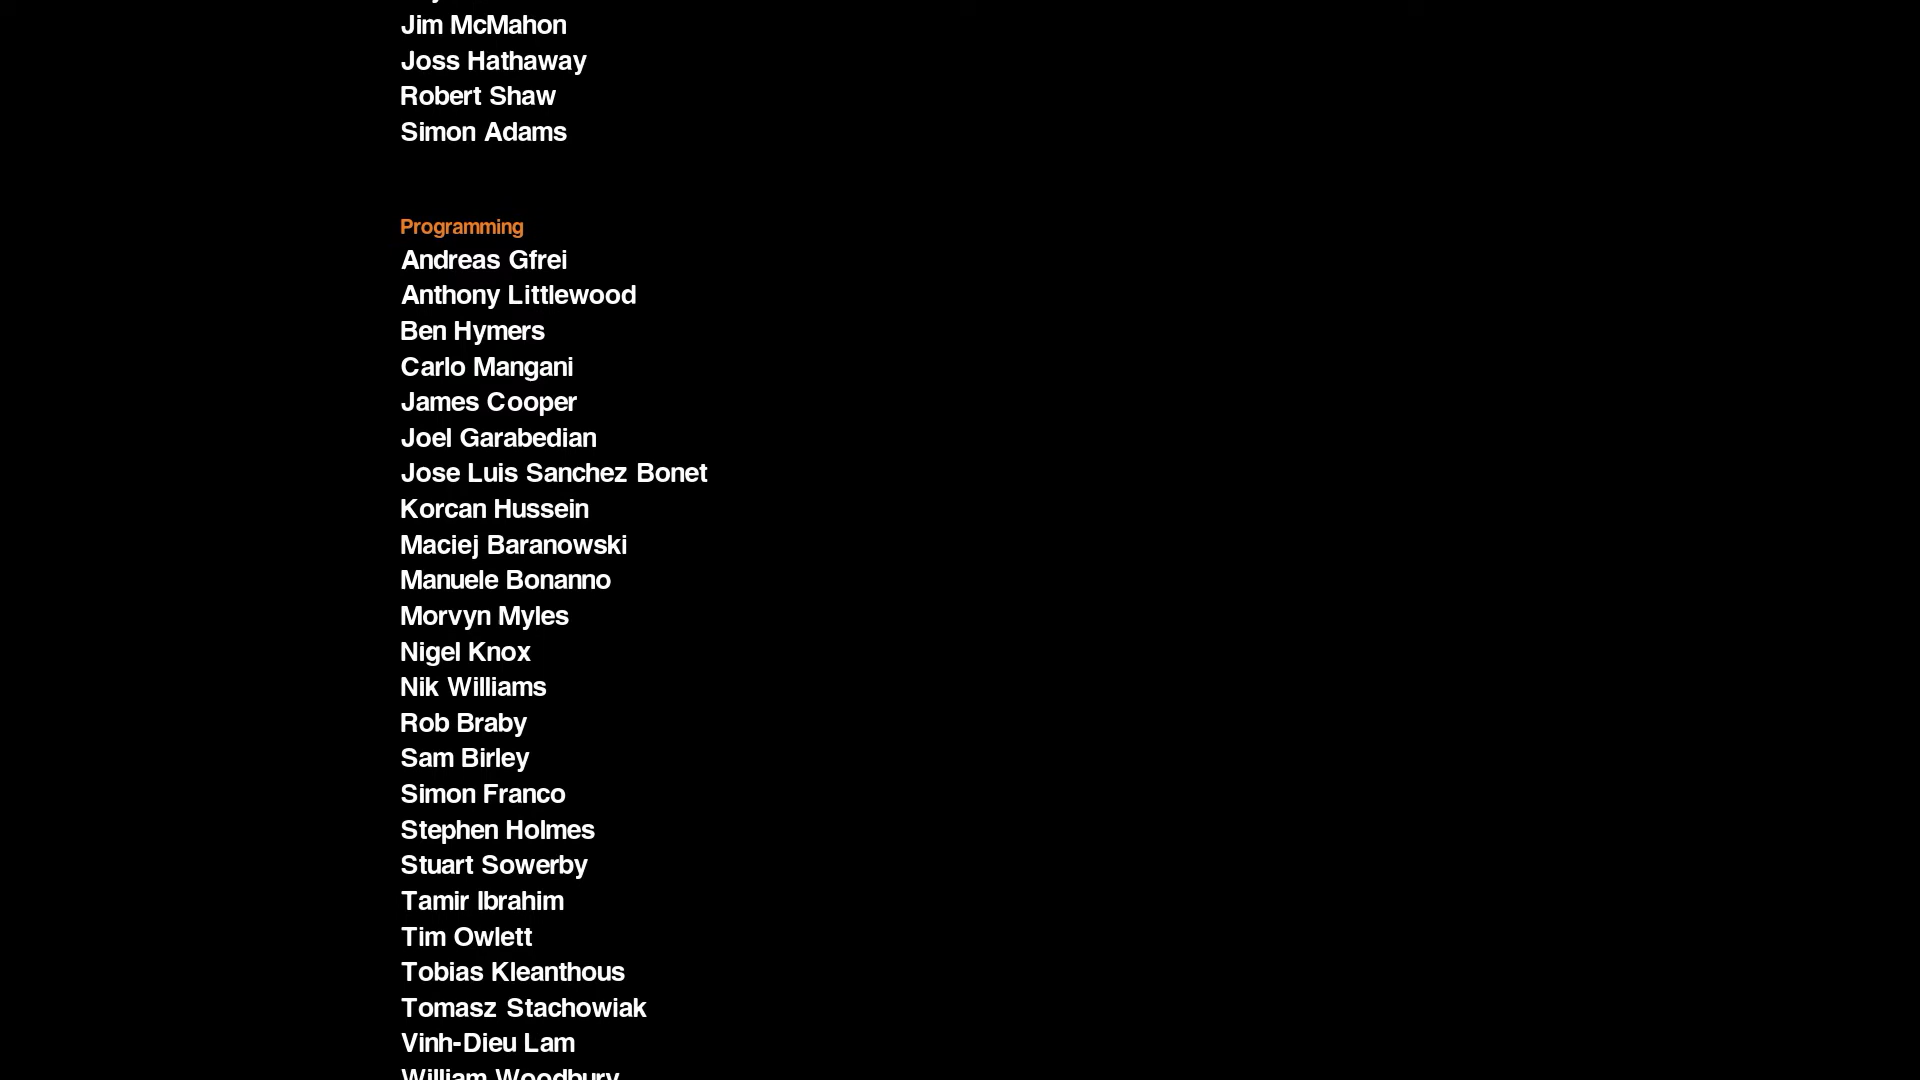 Jim McMahon
Joss Hathaway
Robert Shaw
Simon Adams
Programming
Andreas Gfrei
Anthony Littlewood
Ben Hymers
Carlo Mangani
James Cooper
Joel Garabedian
Jose Luis Sanchez Bonet
Korcan Hussein
Maciej Baranowski
Manuele Bonanno
Morvyn Myles
Nigel Knox
Nik Williams
Rob Braby
Sam Birley
Simon Franco
Stephen Holmes
Stuart Sowerby
Tamir Ibrahim
Tim Owlett
Tobias Kleanthous
Tomasz Stachowiak
Vinh-Dieu Lam
William Woodbury